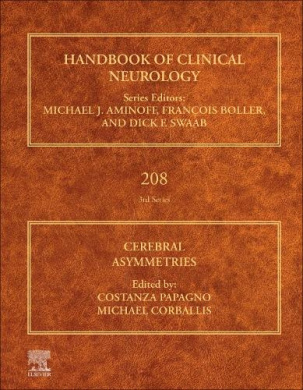 HANDBOOK OF CLINICAL
NEUROLOGY
Series Editors:
MICHAEL J. AMINOFF, FRANÇOIS BOLLER,
AND DICK F. SWAAB
208
3rd Series
CEREBRAL
ASYMMETRIES
Edited by:
COSTANZA PAPAGNO
MICHAEL CORBALLIS
ELSEVIER